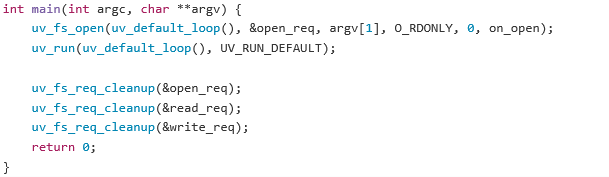 int main(int argc, char **argv) {
    uv_fs_open(uv_default_loop(), &open_req, argv[1], O_RDONLY, 0, on_open);
    uv_run(uv_default_loop(), UV_RUN_DEFAULT);

    uv_fs_req_cleanup(&open_req);
    uv_fs_req_cleanup(&read_req);
    uv_fs_req_cleanup(&write_req);
    return 0;
}